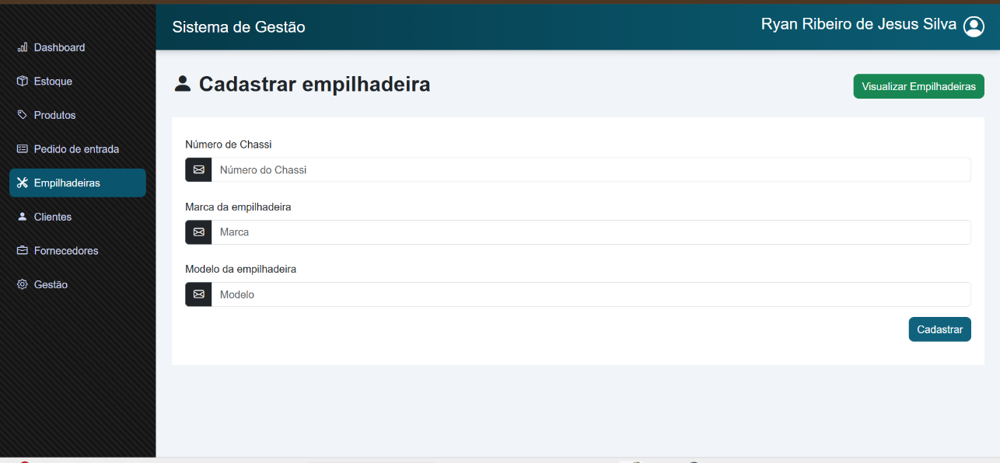 Sistema de Gestão
Ryan Ribeiro de Jesus Silva
Dashboard
Estoque
Produtos
Pedido de entrada
Empilhadeiras
Clientes
Fornecedores
Gestão
Cadastrar empilhadeira
Visualizar Empilhadeiras
Número de Chassi
Número do Chassi
Marca da empilhadeira
Marca
Modelo da empilhadeira
Modelo
Cadastrar